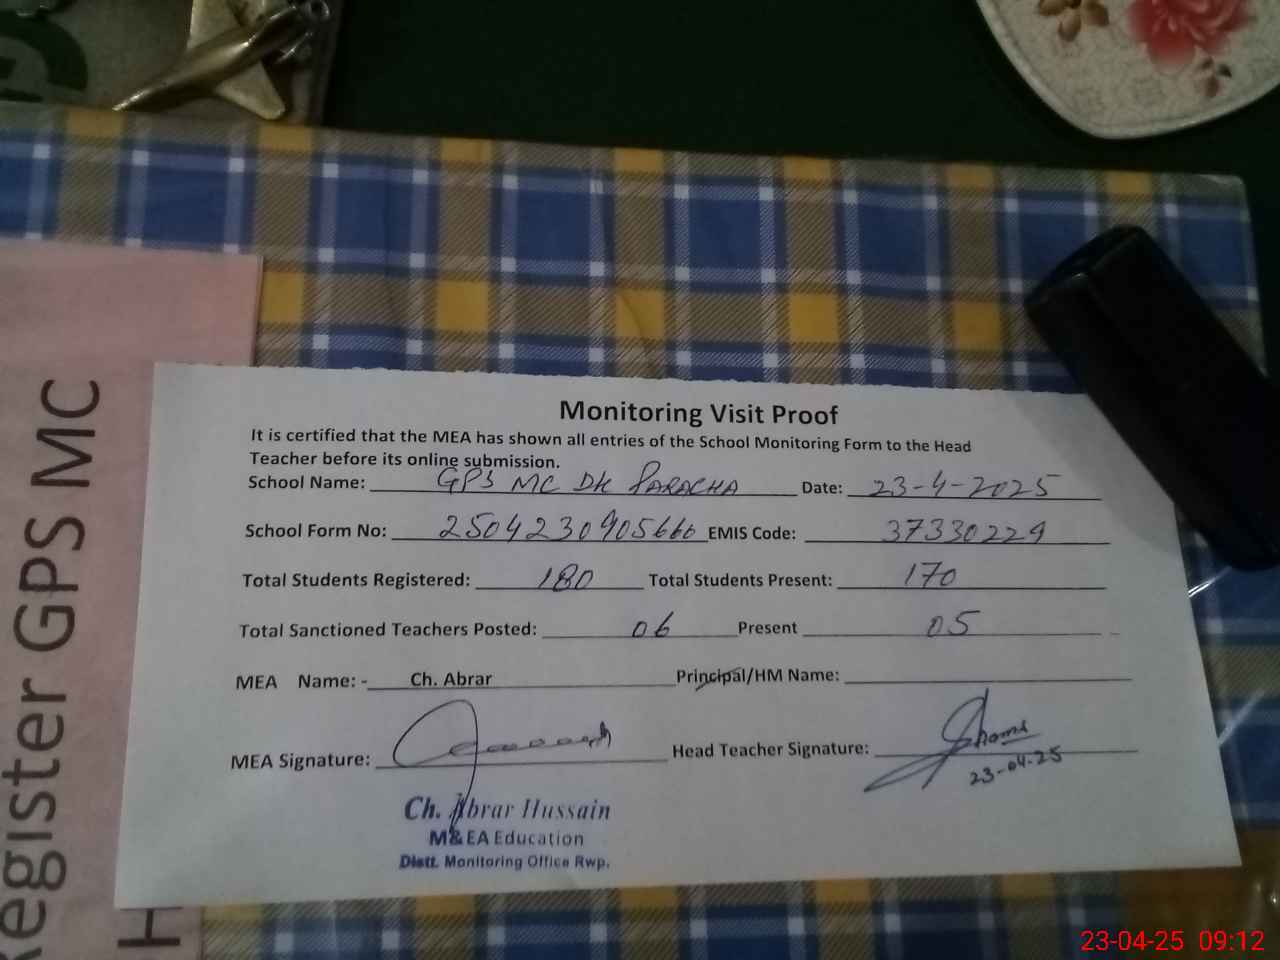 Register GPS MC
H
Monitoring Visit Proof
It is certified that the MEA has shown all entries of the School Monitoring Form to the Head
Teacher before its online submission.
School Name: GPS MC DK PARACHA Date: 23-4-2025
School Form No: 2504230905666 EMIS Code: 37330229
Total Students Registered: 180 Total Students Present: 170
Total Sanctioned Teachers Posted: 06 Present 05
MEA Name: - Ch. Abrar Principal/HM Name:
MEA Signature: Head Teacher Signature:
23-04-25
Ch. Abrar Hussain
M&EA Education
Distt. Monitoring Office Rwp.
23-04-25 09:12